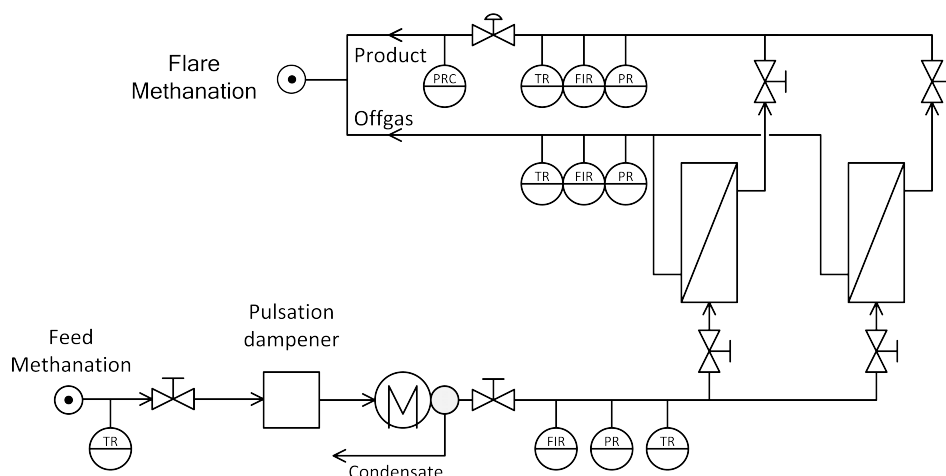 Product
Flare
Methanation
PRC
TR
FIR
PR
Offgas
TR
FIR
PR
Pulsation
dampener
Feed
Methanation
TR
FIR
PR
TR
Condensate